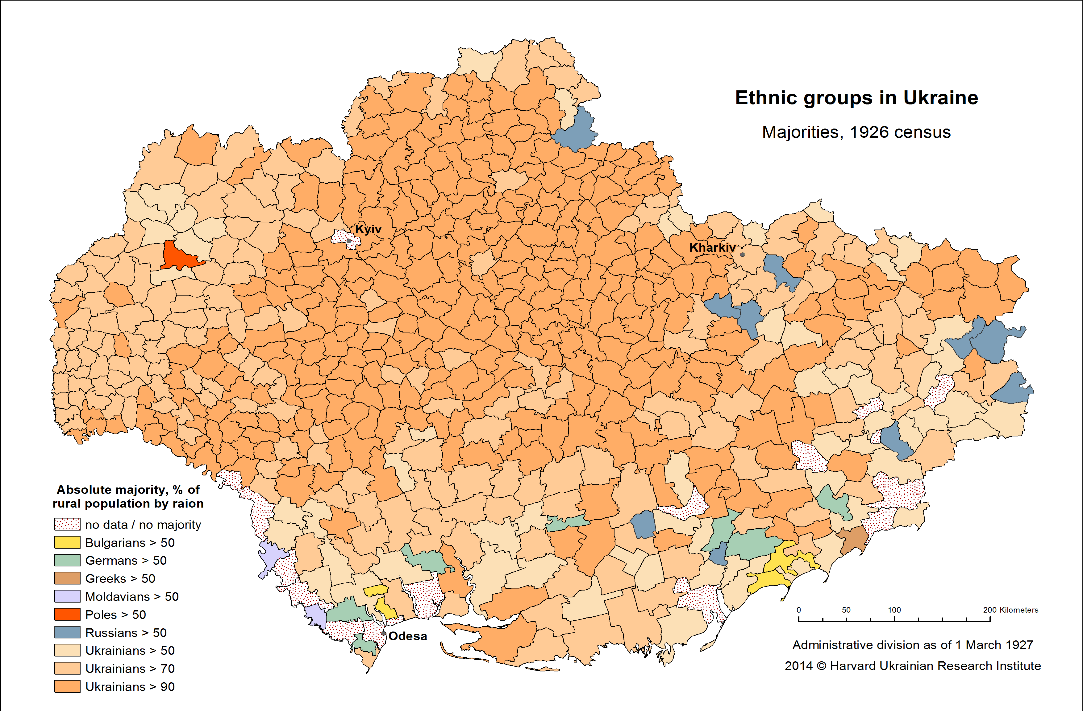 Ethnic groups in Ukraine
Majorities, 1926 census
Kyiv
Kharkiv
Absolute majority, % of
rural population by raion
no data / no majority
Bulgarians > 50
Germans > 50
Greeks > 50
Moldavians > 50
Poles > 50
Russians > 50
Ukrainians > 50
Ukrainians > 70
Ukrainians > 90
Odesa
0 50 100 200 Kilometers
Administrative division as of 1 March 1927
2014 © Harvard Ukrainian Research Institute